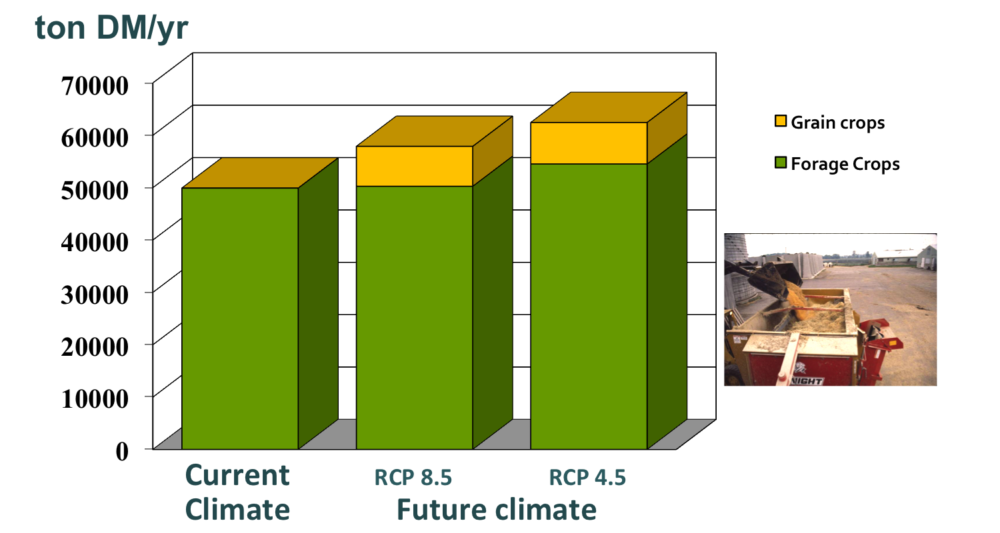 ton DM/yr
70000
60000
50000
40000
30000
20000
10000
0
Grain crops
Forage Crops
Current
Climate
RCP 8.5
RCP 4.5
Future climate